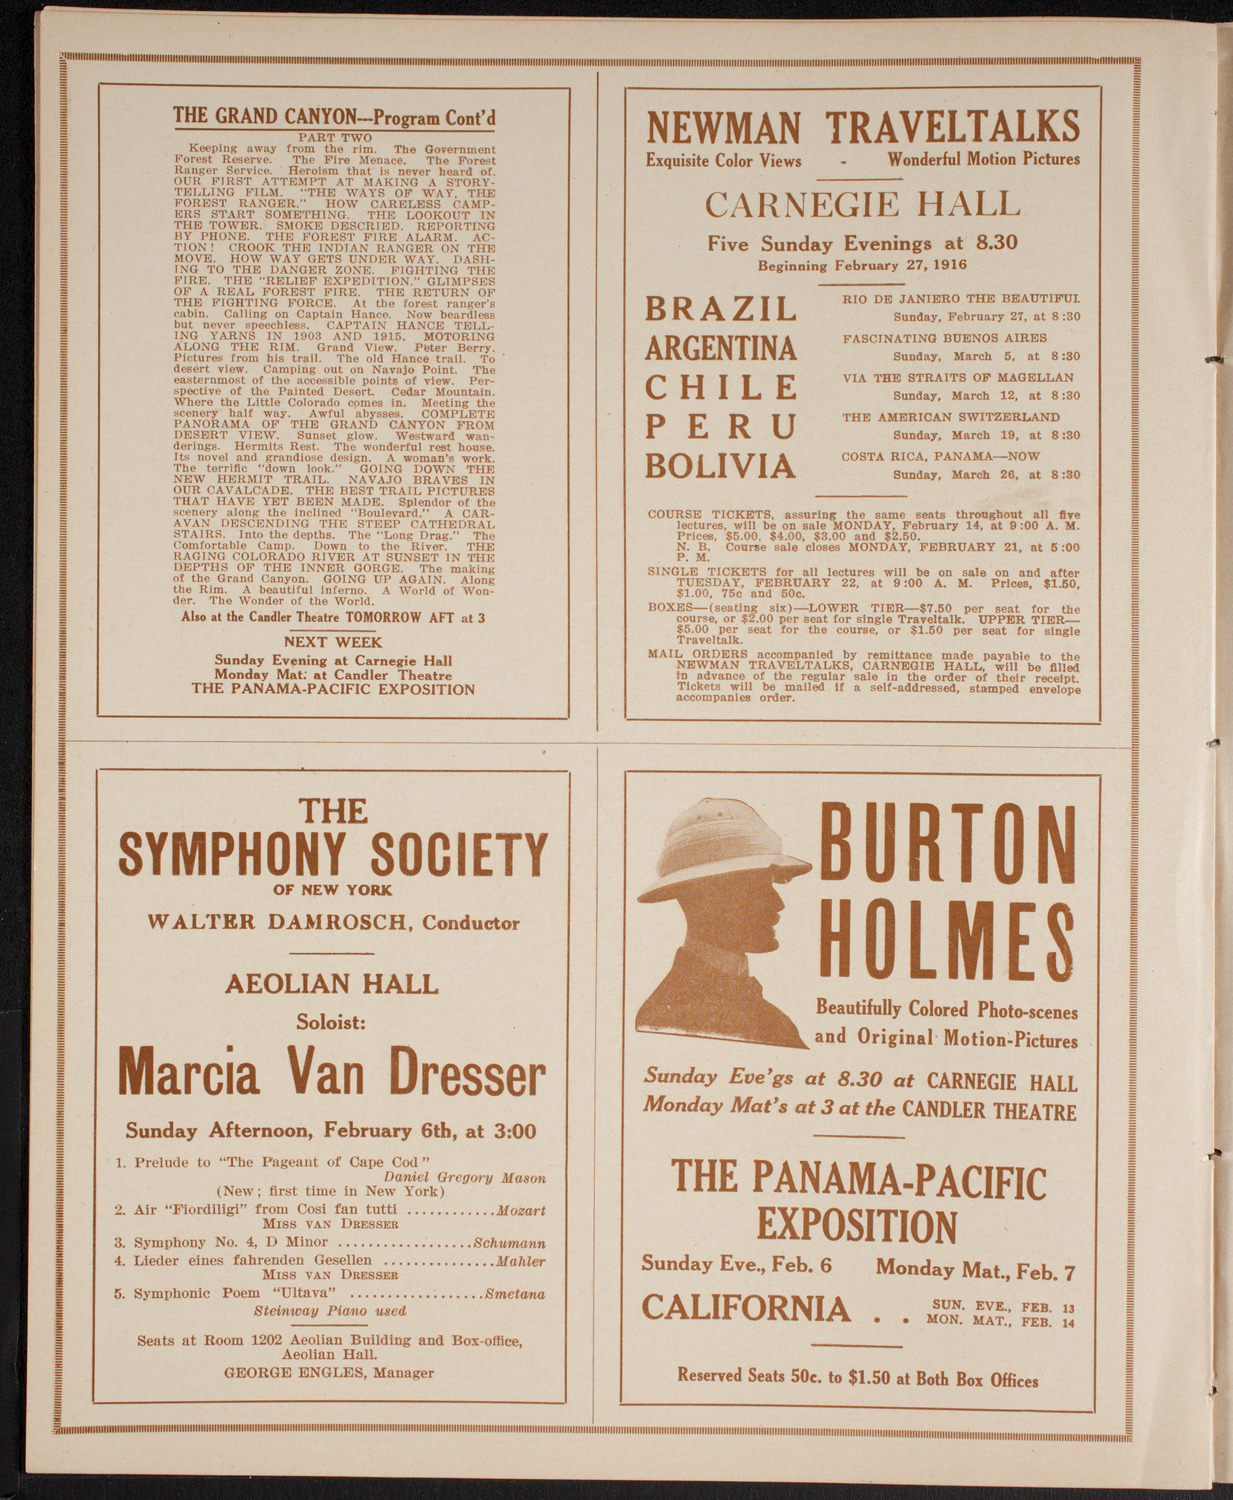 THE GRAND CANYON---Program Cont'd
PART TWO
Keeping away from the rim. The Government
Forest Reserve. The Fire Menace. The Forest
Ranger Service. Heroism that is never heard of.
OUR FIRST ATTEMPT AT MAKING A STORY-
TELLING FILM. "THE WAYS OF WAY, THE
FOREST RANGER." HOW CARELESS CAMP-
ERS START SOMETHING. THE LOOKOUT IN
THE TOWER. SMOKE DESCRIED. REPORTING
BY PHONE. THE FOREST FIRE ALARM. AC-
TION! CROOK THE INDIAN RANGER ON THE
MOVE. HOW WAY GETS UNDER WAY. DASH-
ING TO THE DANGER ZONE. FIGHTING THE
FIRE. THE "RELIEF EXPEDITION." GLIMPSES
OF A REAL FOREST FIRE. THE RETURN OF
THE FIGHTING FORCE. At the forest ranger's
cabin. Calling on Captain Hance. Now beardless
but never speechless. CAPTAIN HANCE TELL-
ING YARNS IN 1903 AND 1915. MOTORING
ALONG THE RIM. Grand View. Peter Berry.
Pictures from his trail. The old Hance trail. To
desert view. Camping out on Navajo Point. The
easternmost of the accessible points of view. Per-
spective of the Painted Desert. Cedar Mountain.
Where the Little Colorado comes in. Meeting the
scenery half way. Awful abysses. COMPLETE
PANORAMA OF THE GRAND CANYON FROM
DESERT VIEW. Sunset glow. Westward wan-
derings. Hermits Rest. The wonderful rest house.
Its novel and grandiose design. A woman's work.
The terrific "down look." GOING DOWN THE
NEW HERMIT TRAIL. NAVAJO BRAVES IN
OUR CAVALCADE. THE BEST TRAIL PICTURES
THAT HAVE YET BEEN MADE. Splendor of the
scenery along the inclined "Boulevard." A CAR-
AVAN DESCENDING THE STEEP CATHEDRAL
STAIRS. Into the depths. The "Long Drag." The
Comfortable Camp. Down to the River. THE
RAGING COLORADO RIVER AT SUNSET IN THE
DEPTHS OF THE INNER GORGE. The making
of the Grand Canyon. GOING UP AGAIN. Along
the Rim. A beautiful inferno. A World of Won-
der. The Wonder of the World.
Also at the Candler Theatre TOMORROW AFT at 3
NEXT WEEK
Sunday Evening at Carnegie Hall
Monday Mat. at Candler Theatre
THE PANAMA-PACIFIC EXPOSITION
NEWMAN TRAVELTALKS
Exquisite Color Views - Wonderful Motion Pictures
CARNEGIE HALL
Five Sunday Evenings at 8.30
Beginning February 27, 1916
BRAZIL
RIO DE JANIERO THE BEAUTIFUL
Sunday, February 27, at 8:30
ARGENTINA
FASCINATING BUENOS AIRES
Sunday, March 5, at 8:30
CHILE
VIA THE STRAITS OF MAGELLAN
Sunday, March 12, at 8:30
PERU
THE AMERICAN SWITZERLAND
Sunday, March 19, at 8:30
BOLIVIA
COSTA RICA, PANAMA—NOW
Sunday, March 26, at 8:30
COURSE TICKETS, assuring the same seats throughout all five
lectures, will be on sale MONDAY, February 14, at 9:00 A. M.
Prices, $5.00, $4.00, $3.00 and $2.50.
N. B. Course sale closes MONDAY, FEBRUARY 21, at 5:00
P. M.
SINGLE TICKETS for all lectures will be on sale on and after
TUESDAY, FEBRUARY 22, at 9:00 A. M. Prices, $1.50,
$1.00, 75c and 50c.
BOXES—(seating six)—LOWER TIER—$7.50 per seat for the
course, or $2.00 per seat for single Traveltalk. UPPER TIER—
$5.00 per seat for the course, or $1.50 per seat for single
Traveltalk.
MAIL ORDERS accompanied by remittance made payable to the
NEWMAN TRAVELTALKS, CARNEGIE HALL, will be filled
in advance of the regular sale in the order of their receipt.
Tickets will be mailed if a self-addressed, stamped envelope
accompanies order.
THE
SYMPHONY SOCIETY
OF NEW YORK
WALTER DAMROSCH, Conductor
AEOLIAN HALL
Soloist:
Marcia Van Dresser
Sunday Afternoon, February 6th, at 3:00
1. Prelude to "The Pageant of Cape Cod"
Daniel Gregory Mason
(New; first time in New York)
2. Air "Fiordiligi" from Cosi fan tutti ............Mozart
MISS VAN DRESSER
3. Symphony No. 4, D Minor ..................Schumann
4. Lieder eines fahrenden Gesellen ...............Mahler
MISS VAN DRESSER
5. Symphonic Poem "Ultava" ..................Smetana
Steinway Piano used
Seats at Room 1202 Aeolian Building and Box-office,
Aeolian Hall.
GEORGE ENGLES, Manager
BURTON
HOLMES
Beautifully Colored Photo-scenes
and Original Motion-Pictures
Sunday Eve'gs at 8.30 at CARNEGIE HALL
Monday Mat's at 3 at the CANDLER THEATRE
THE PANAMA-PACIFIC
EXPOSITION
Sunday Eve., Feb. 6 Monday Mat., Feb. 7
CALIFORNIA . . SUN. EVE., FEB. 13
MON. MAT., FEB. 14
Reserved Seats 50c. to $1.50 at Both Box Offices